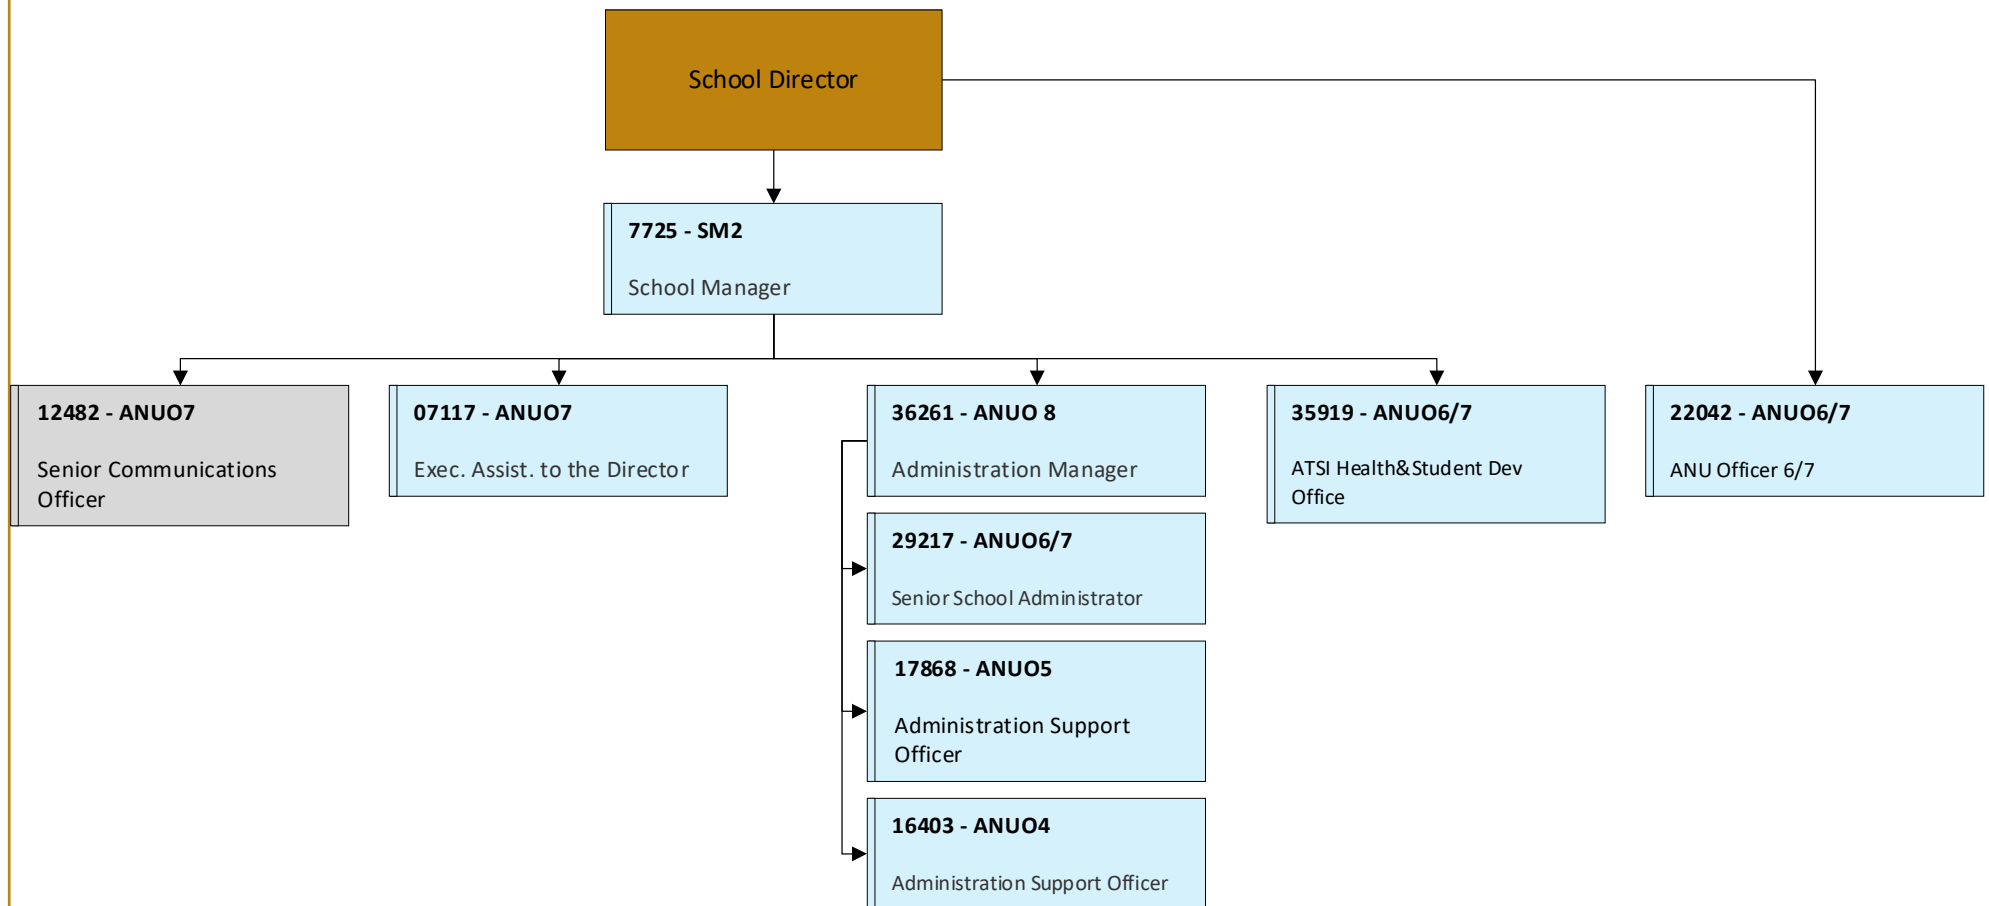 School Director
7725 - SM2
School Manager
12482 - ANUO7
Senior Communications
Officer
07117 - ANUO7
Exec. Assist. to the Director
36261 - ANUO 8
Administration Manager
35919 - ANUO6/7
ATSI Health&Student Dev
Office
22042 - ANUO6/7
ANU Officer 6/7
29217 - ANUO6/7
Senior School Administrator
17868 - ANUO5
Administration Support
Officer
16403 - ANUO4
Administration Support Officer